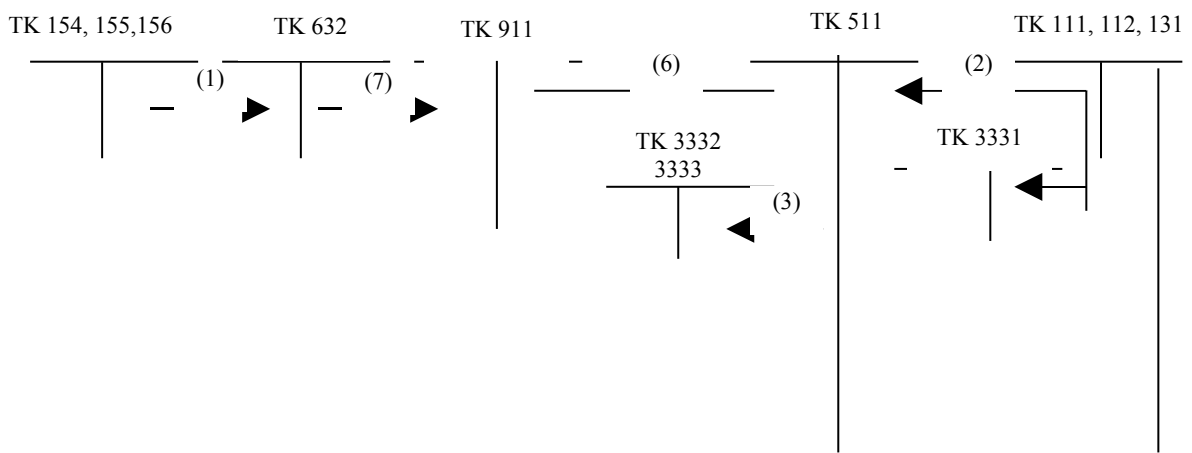 TK 154, 155,156
TK 632
TK 911
TK 511
TK 111, 112, 131
(1)
(7)
(6)
(2)
TK 3332
3333
TK 3331
(3)